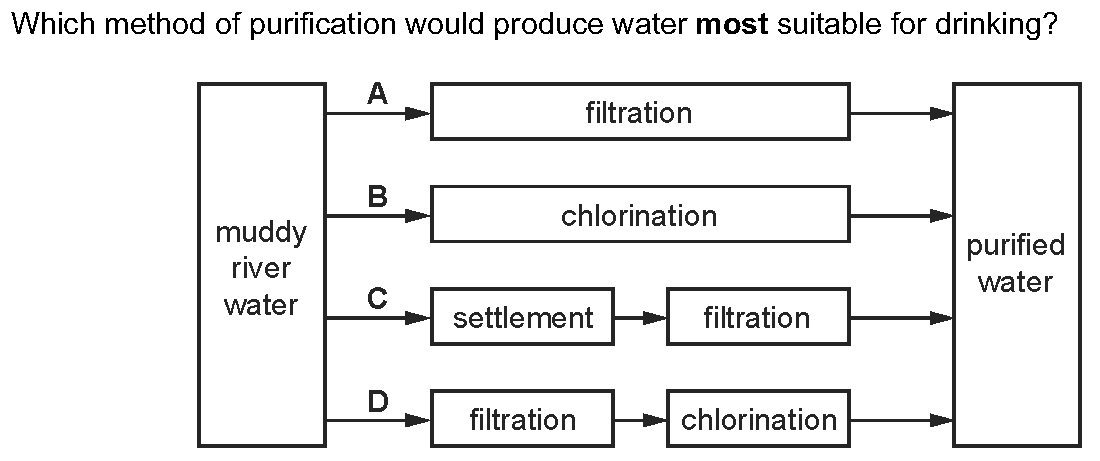 Which method of purification would produce water most suitable for drinking?
muddy
river
water
A
filtration
B
chlorination
C
settlement
filtration
D
filtration
chlorination
purified
water